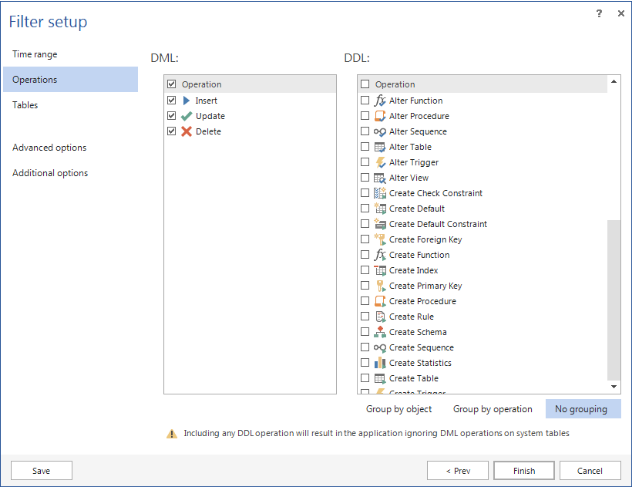 Filter setup
? ×
Time range
Operations
Tables
Advanced options
Additional options
DML:
Operation
Insert
Update
Delete
DDL:
Operation
Alter Function
Alter Procedure
Alter Sequence
Alter Table
Alter Trigger
Alter View
Create Check Constraint
Create Default
Create Default Constraint
Create Foreign Key
Create Function
Create Index
Create Primary Key
Create Procedure
Create Rule
Create Schema
Create Sequence
Create Statistics
Create Table
Create Trigger
Group by object Group by operation No grouping
Including any DDL operation will result in the application ignoring DML operations on system tables
Save < Prev Finish Cancel